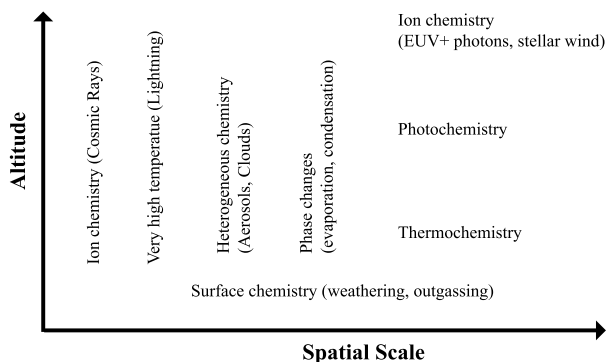 Ion chemistry
(EUV+ photons, stellar wind)
Photochemistry
Thermochemistry
Ion chemistry (Cosmic Rays)
Very high temperatue (Lightning)
Heterogeneous chemistry
(Aerosols, Clouds)
Phase changes
(evaporation, condensation)
Surface chemistry (weathering, outgassing)
Altitude
Spatial Scale